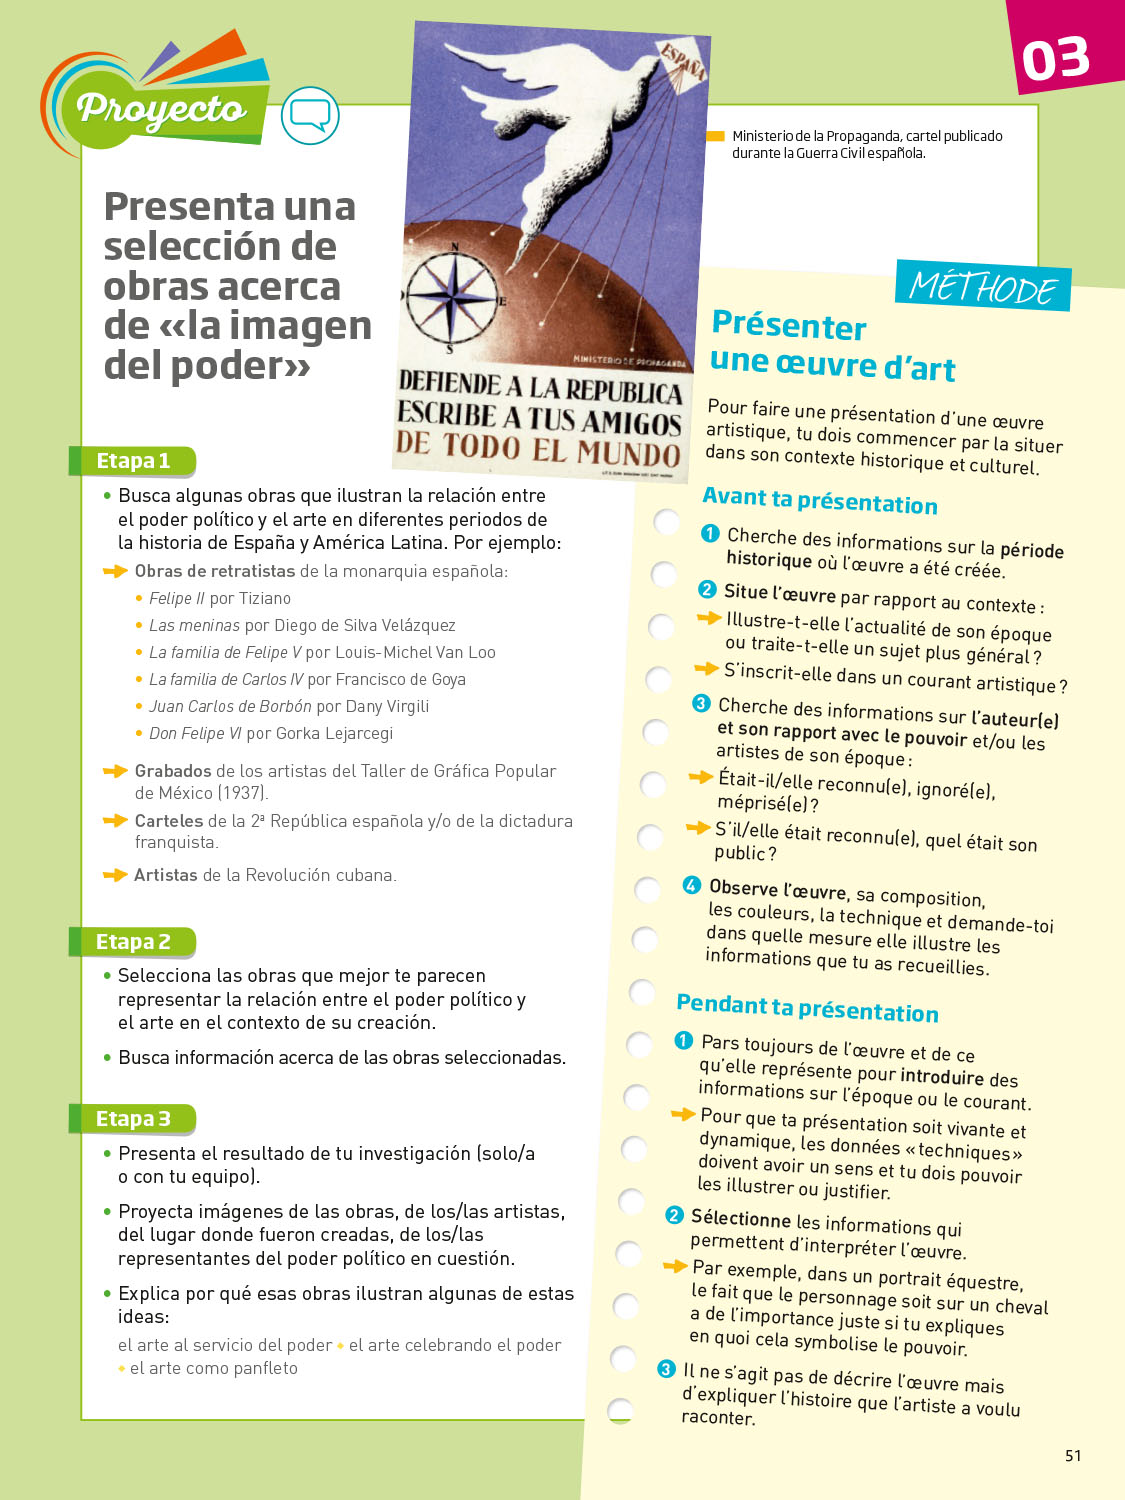 03
Proyecto
ESPAÑA
N
E
S
MINISTERIO DE PROPAGANDA
DEFIENDE A LA REPUBLICA
ESCRIBE A TUS AMIGOS
DE TODO EL MUNDO
Ministerio de la Propaganda, cartel publicado
durante la Guerra Civil española.
Presenta una
selección de
obras acerca
de «la imagen
del poder»
Etapa 1
• Busca algunas obras que ilustran la relación entre
el poder político y el arte en diferentes periodos de
la historia de España y América Latina. Por ejemplo:
Obras de retratistas de la monarquia española:
• Felipe II por Tiziano
• Las meninas por Diego de Silva Velázquez
• La familia de Felipe V por Louis-Michel Van Loo
• La familia de Carlos IV por Francisco de Goya
• Juan Carlos de Borbón por Dany Virgili
• Don Felipe VI por Gorka Lejarcegi
Grabados de los artistas del Taller de Gráfica Popular
de México (1937).
Carteles de la 2ª República española y/o de la dictadura
franquista.
Artistas de la Revolución cubana.
Etapa 2
• Selecciona las obras que mejor te parecen
representar la relación entre el poder político y
el arte en el contexto de su creación.
• Busca información acerca de las obras seleccionadas.
Etapa 3
• Presenta el resultado de tu investigación (solo/a
o con tu equipo).
• Proyecta imágenes de las obras, de los/las artistas,
del lugar donde fueron creadas, de los/las
representantes del poder político en cuestión.
• Explica por qué esas obras ilustran algunas de estas
ideas:
el arte al servicio del poder ◆ el arte celebrando el poder
◆ el arte como panfleto
MÉTHODE
Présenter
une œuvre d'art
Pour faire une présentation d'une œuvre
artistique, tu dois commencer par la situer
dans son contexte historique et culturel.
Avant ta présentation
1 Cherche des informations sur la période
historique où l'œuvre a été créée.
2 Situe l'œuvre par rapport au contexte :
Illustre-t-elle l'actualité de son époque
ou traite-t-elle un sujet plus général ?
S'inscrit-elle dans un courant artistique ?
3 Cherche des informations sur l'auteur(e)
et son rapport avec le pouvoir et/ou les
artistes de son époque :
Était-il/elle reconnu(e), ignoré(e),
méprisé(e) ?
S'il/elle était reconnu(e), quel était son
public ?
4 Observe l'œuvre, sa composition,
les couleurs, la technique et demande-toi
dans quelle mesure elle illustre les
informations que tu as recueillies.
Pendant ta présentation
1 Pars toujours de l'œuvre et de ce
qu'elle représente pour introduire des
informations sur l'époque ou le courant.
Pour que ta présentation soit vivante et
dynamique, les données « techniques »
doivent avoir un sens et tu dois pouvoir
les illustrer ou justifier.
2 Sélectionne les informations qui
permettent d'interpréter l'œuvre.
Par exemple, dans un portrait équestre,
le fait que le personnage soit sur un cheval
a de l'importance juste si tu expliques
en quoi cela symbolise le pouvoir.
3 Il ne s'agit pas de décrire l'œuvre mais
d'expliquer l'histoire que l'artiste a voulu
raconter.
51